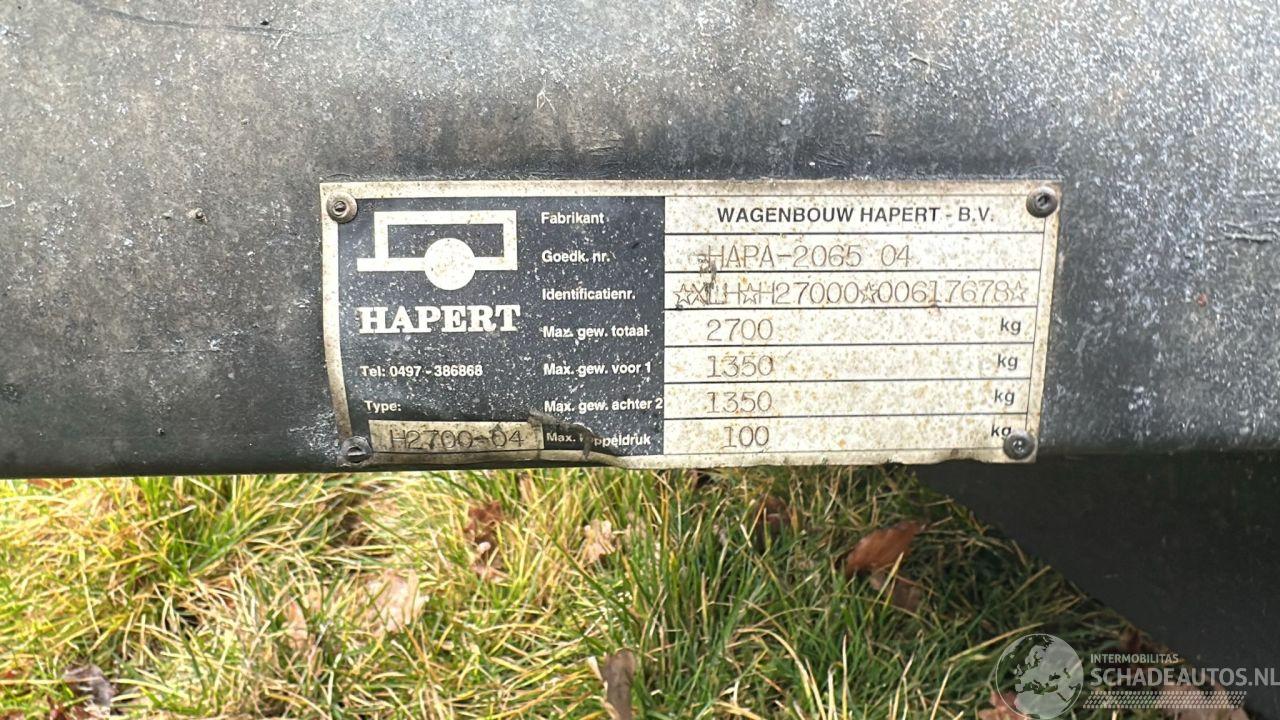 Fabrikant WAGENBOUW HAPERT - B.V.
Goedk. nr. HAPA-2065 04
Identificatienr. ☆XLH☆H27000☆00617678☆
HAPERT
Max. gew. totaal 2700 kg
Tel: 0497 - 386868
Max. gew. voor 1 1350 kg
Type:
Max. gew. achter 2 1350 kg
H2700-04
Max. koppeldruk 100 kg
INTERMOBILITAS
SCHADEAUTOS.NL